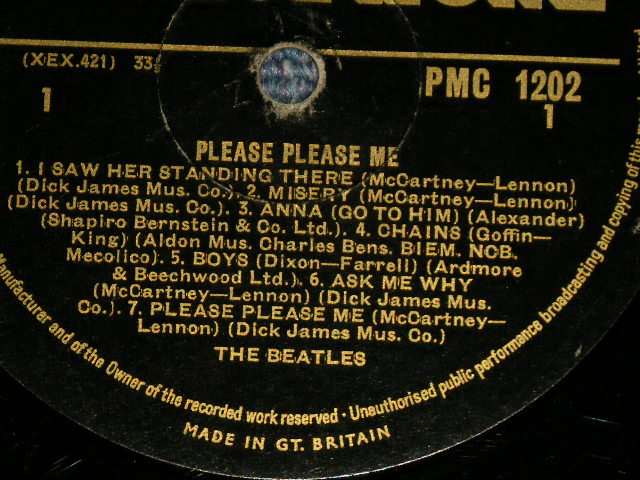 (XEX.421) 33⅓
PMC 1202
1
1
PLEASE PLEASE ME
1. I SAW HER STANDING THERE (McCartney—Lennon)
(Dick James Mus. Co.). 2. MISERY (McCartney—Lennon)
(Dick James Mus. Co.). 3. ANNA (GO TO HIM) (Alexander)
(Shapiro Bernstein & Co. Ltd.). 4. CHAINS (Goffin—
King) (Aldon Mus. Charles Bens. BIEM. NCB.
Mecolico). 5. BOYS (Dixon—Farrell) (Ardmore
& Beechwood Ltd.). 6. ASK ME WHY
(McCartney—Lennon) (Dick James Mus.
Co.). 7. PLEASE PLEASE ME (McCartney—
Lennon) (Dick James Mus. Co.)
THE BEATLES
Manufacturer and of the Owner of the recorded work reserved · Unauthorised public performance broadcasting and copying of this
MADE IN GT. BRITAIN